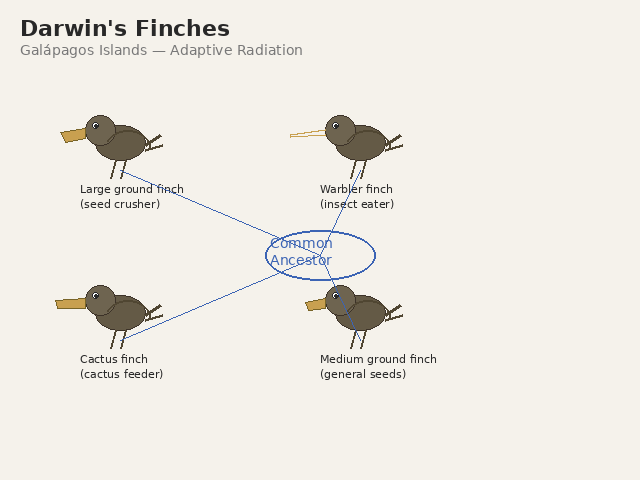 Darwin's Finches
Galápagos Islands — Adaptive Radiation
Large ground finch
(seed crusher)
Warbler finch
(insect eater)
Common
Ancestor
Cactus finch
(cactus feeder)
Medium ground finch
(general seeds)